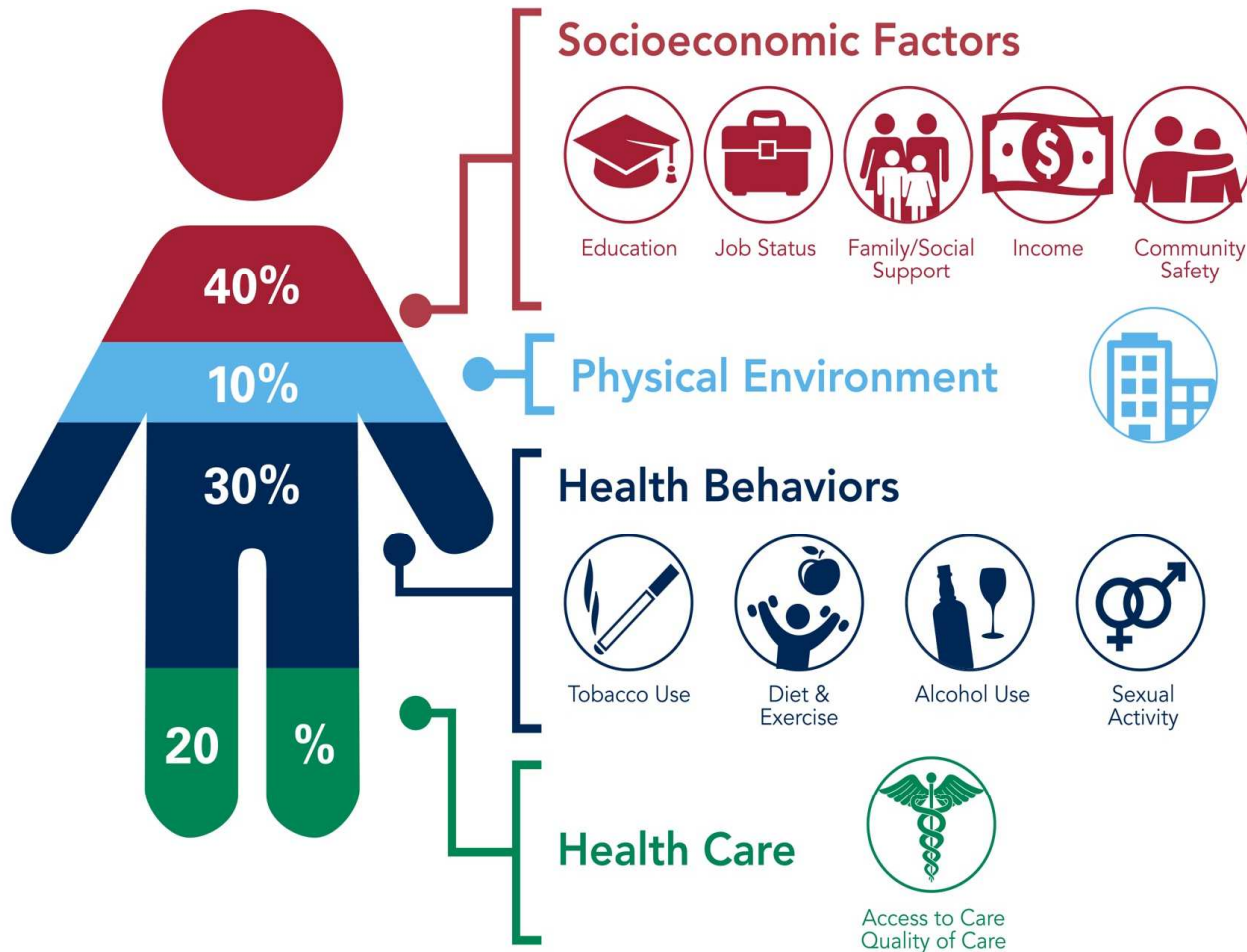 Socioeconomic Factors
Education
Job Status
Family/Social
Support
Income
Community
Safety
40%
10%
Physical Environment
30%
Health Behaviors
Tobacco Use
Diet &
Exercise
Alcohol Use
Sexual
Activity
20 %
Health Care
Access to Care
Quality of Care
$